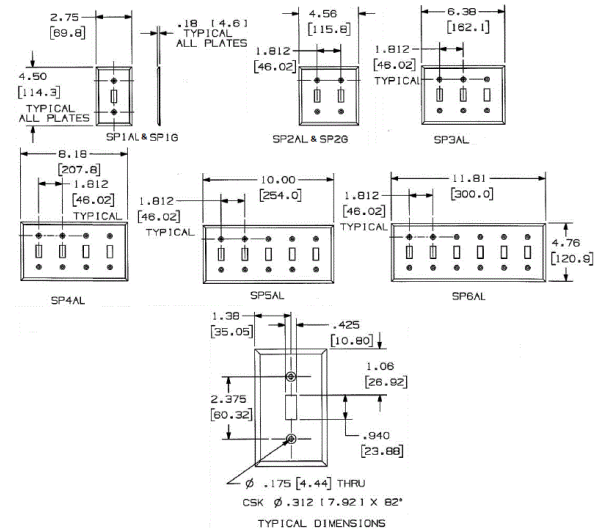 2.75
[69.8]
.18 [4.6]
TYPICAL
ALL PLATES
4.50
[114.3]
TYPICAL
ALL PLATES
SP1AL & SP1G
4.56
[115.8]
1.812
[46.02]
SP2AL & SP2G
6.38
[162.1]
1.812
[46.02]
TYPICAL
SP3AL
8.18
[207.8]
1.812
[46.02]
TYPICAL
SP4AL
10.00
[254.0]
1.812
[46.02]
TYPICAL
SP5AL
11.81
[300.0]
1.812
[46.02]
TYPICAL
4.76
[120.9]
SP6AL
1.38
[35.05]
.425
[10.80]
1.06
[26.92]
2.375
[60.32]
.940
[23.88]
Ø .175 [4.44] THRU
CSK Ø .312 [7.92] X 82°
TYPICAL DIMENSIONS